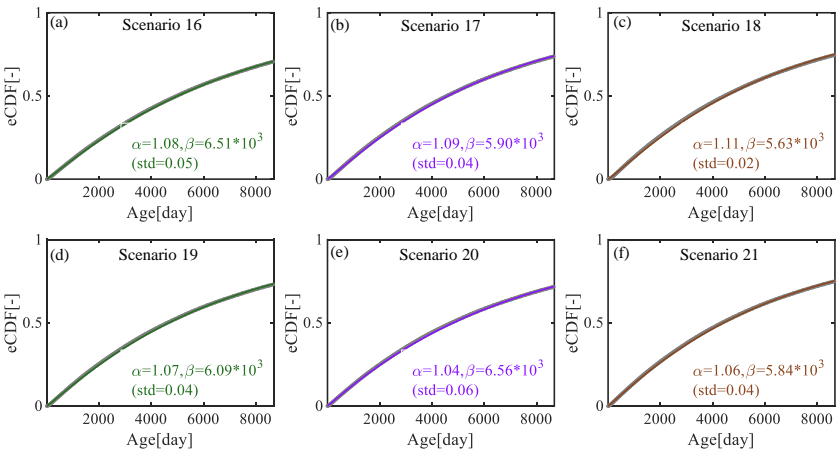 (a) Scenario 16
1
0.5
0
eCDF[-]
α=1.08,β=6.51*10^3
(std=0.05)
2000 4000 6000 8000
Age[day]
(b) Scenario 17
1
0.5
0
eCDF[-]
α=1.09,β=5.90*10^3
(std=0.04)
2000 4000 6000 8000
Age[day]
(c) Scenario 18
1
0.5
0
eCDF[-]
α=1.11,β=5.63*10^3
(std=0.02)
2000 4000 6000 8000
Age[day]
(d) Scenario 19
1
0.5
0
eCDF[-]
α=1.07,β=6.09*10^3
(std=0.04)
2000 4000 6000 8000
Age[day]
(e) Scenario 20
1
0.5
0
eCDF[-]
α=1.04,β=6.56*10^3
(std=0.06)
2000 4000 6000 8000
Age[day]
(f) Scenario 21
1
0.5
0
eCDF[-]
α=1.06,β=5.84*10^3
(std=0.04)
2000 4000 6000 8000
Age[day]